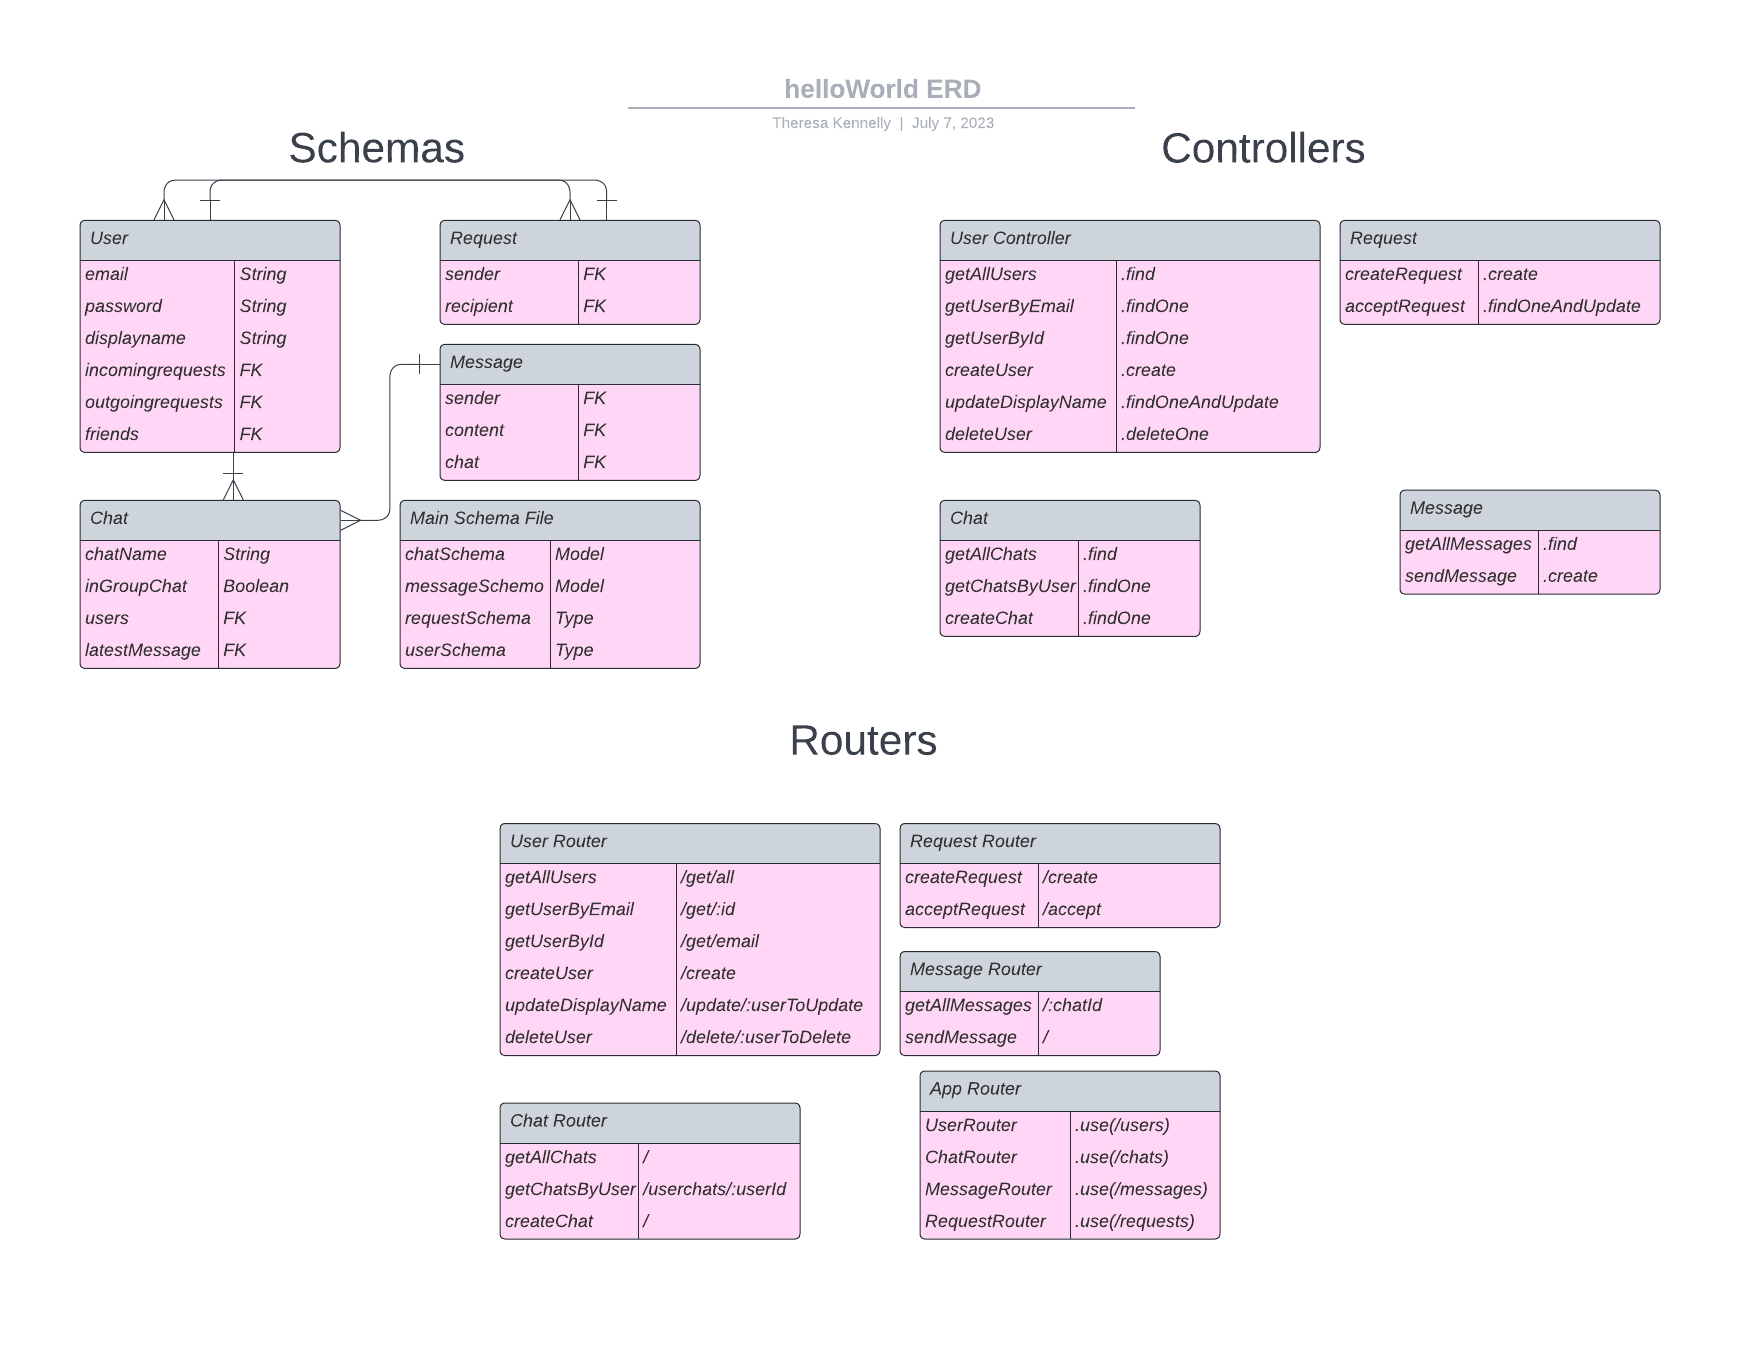 helloWorld ERD
Theresa Kennelly | July 7, 2023
Schemas
User
email String
password String
displayname String
incomingrequests FK
outgoingrequests FK
friends FK
Request
sender FK
recipient FK
Message
sender FK
content FK
chat FK
Chat
chatName String
inGroupChat Boolean
users FK
latestMessage FK
Main Schema File
chatSchema Model
messageSchemo Model
requestSchema Type
userSchema Type
Controllers
User Controller
getAllUsers .find
getUserByEmail .findOne
getUserById .findOne
createUser .create
updateDisplayName .findOneAndUpdate
deleteUser .deleteOne
Request
createRequest .create
acceptRequest .findOneAndUpdate
Chat
getAllChats .find
getChatsByUser .findOne
createChat .findOne
Message
getAllMessages .find
sendMessage .create
Routers
User Router
getAllUsers /get/all
getUserByEmail /get/:id
getUserById /get/email
createUser /create
updateDisplayName /update/:userToUpdate
deleteUser /delete/:userToDelete
Request Router
createRequest /create
acceptRequest /accept
Message Router
getAllMessages /:chatId
sendMessage /
Chat Router
getAllChats /
getChatsByUser /userchats/:userId
createChat /
App Router
UserRouter .use(/users)
ChatRouter .use(/chats)
MessageRouter .use(/messages)
RequestRouter .use(/requests)